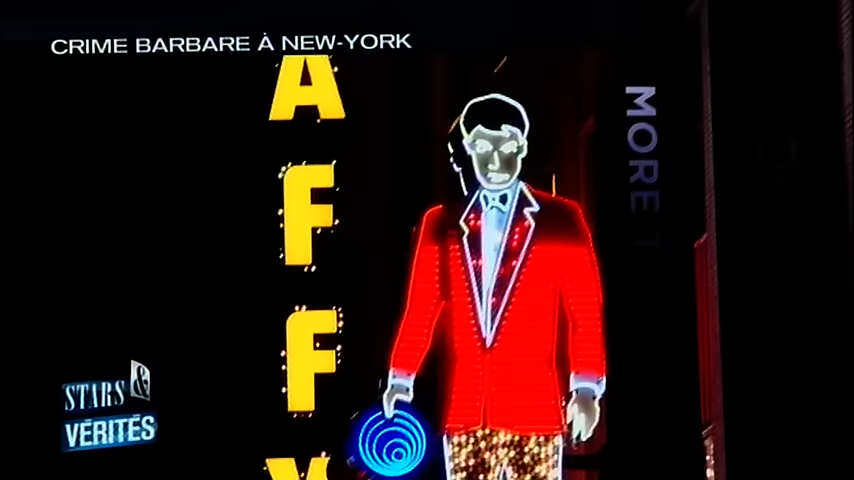 CRIME BARBARE À NEW-YORK
A
F
F
Y
MORE
STARS &
VÉRITÉS